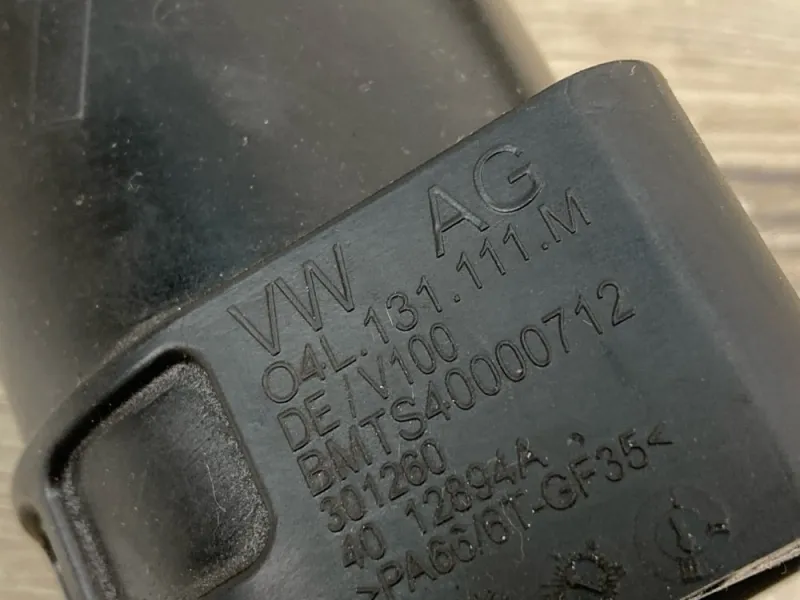 VW AG
04L.131.111.M
DE/V100
BMTS40000712
301260
40 12894A
>PA66/6T-GF35<